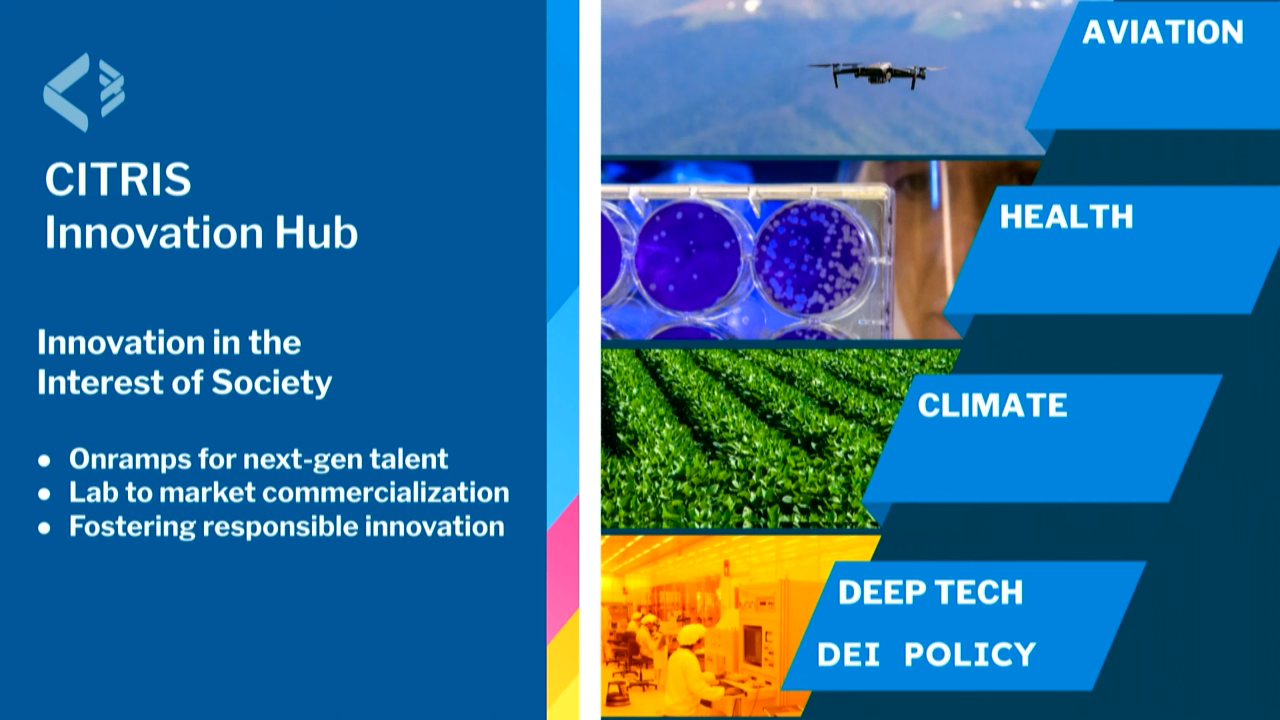 CITRIS
Innovation Hub
Innovation in the
Interest of Society
• Onramps for next-gen talent
• Lab to market commercialization
• Fostering responsible innovation
AVIATION
HEALTH
CLIMATE
DEEP TECH
DEI POLICY